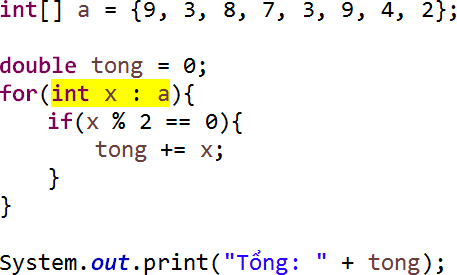 int[] a = {9, 3, 8, 7, 3, 9, 4, 2};
double tong = 0;
for(int x : a){
if(x % 2 == 0){
tong += x;
}
}
System.out.print("Tổng: " + tong);